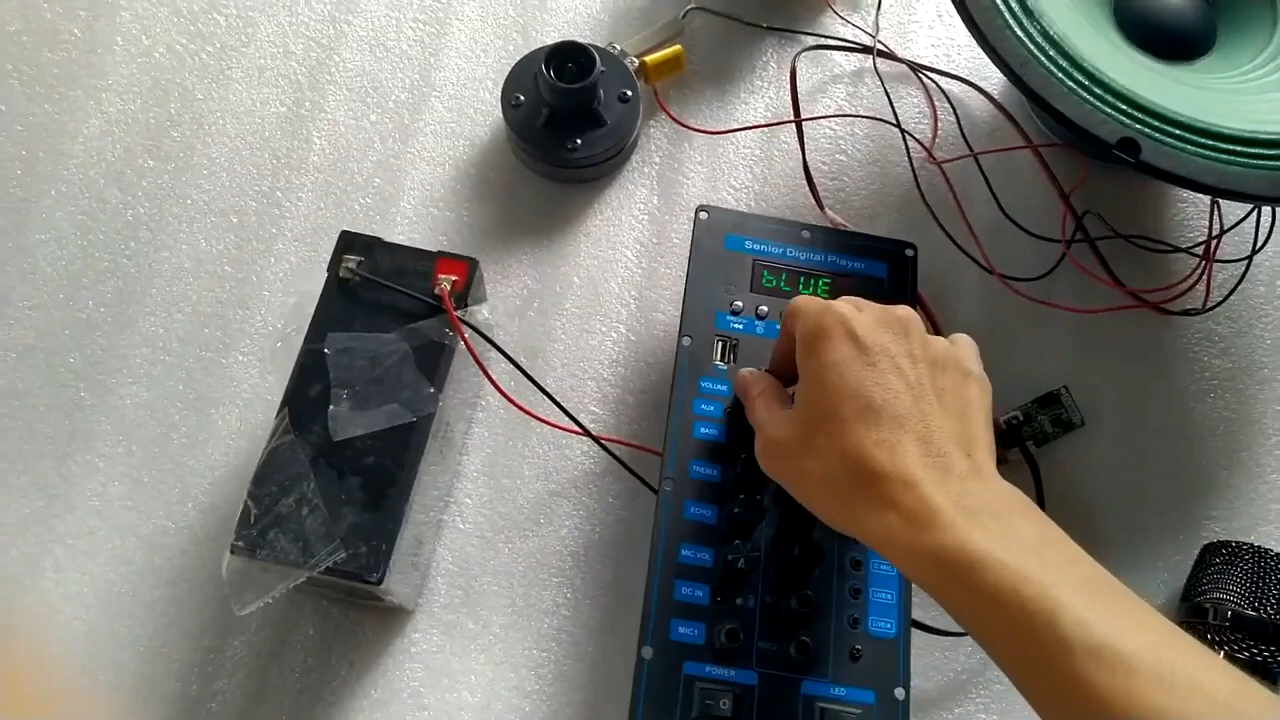 Senior Digital Player
bLUE
REC
VOLUME
AUX
BASS
TREBLE
ECHO
MIC VOL
DC IN
MIC1
C.MIC
LIVE/B
LIVE/A
POWER
LED